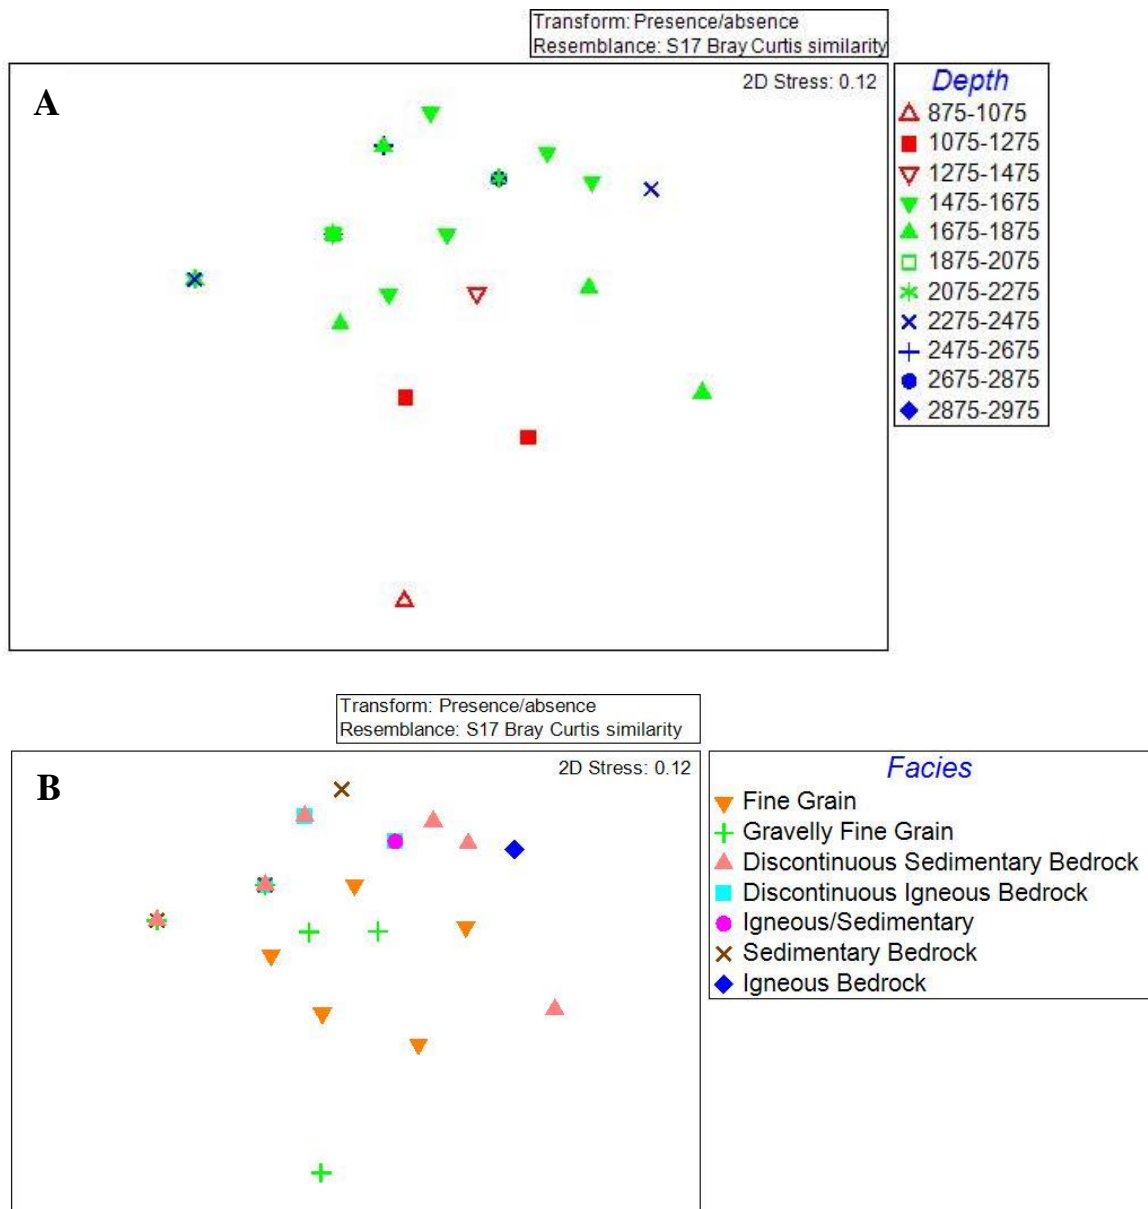 Transform: Presence/absence
Resemblance: S17 Bray Curtis similarity
A
2D Stress: 0.12
Depth
875-1075
1075-1275
1275-1475
1475-1675
1675-1875
1875-2075
2075-2275
2275-2475
2475-2675
2675-2875
2875-2975
Transform: Presence/absence
Resemblance: S17 Bray Curtis similarity
B
2D Stress: 0.12
Facies
Fine Grain
Gravelly Fine Grain
Discontinuous Sedimentary Bedrock
Discontinuous Igneous Bedrock
Igneous/Sedimentary
Sedimentary Bedrock
Igneous Bedrock